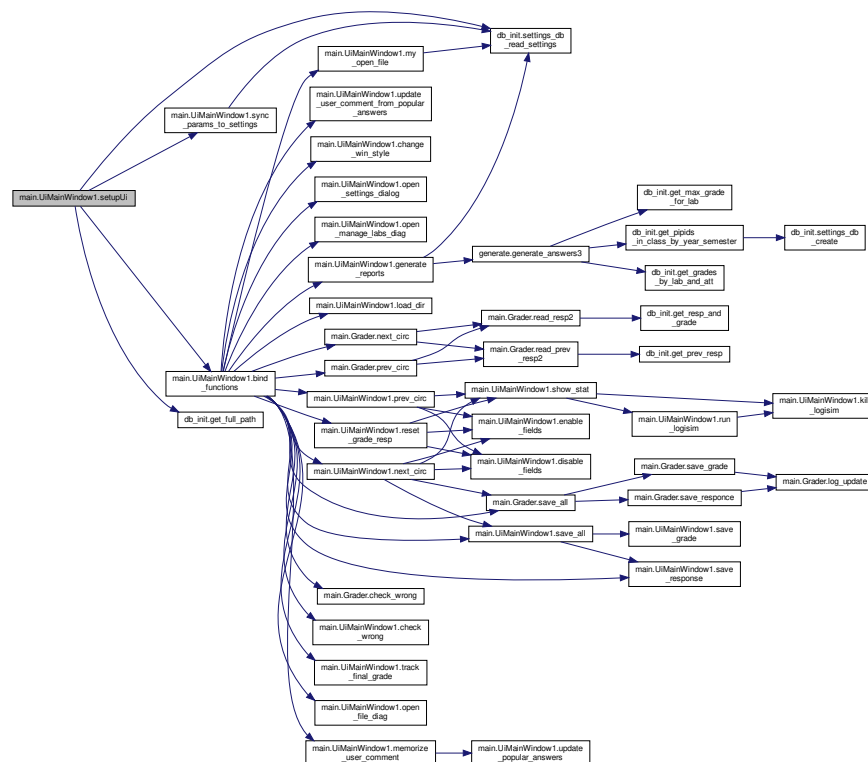 db_init.settings_db
_read_settings
main.UiMainWindow1.my
_open_file
main.UiMainWindow1.update
_user_comment_from_popular
_answers
main.UiMainWindow1.sync
_params_to_settings
main.UiMainWindow1.change
_win_style
main.UiMainWindow1.open
_settings_dialog
main.UiMainWindow1.setupUi
db_init.get_max_grade
_for_lab
main.UiMainWindow1.open
_manage_labs_diag
db_init.get_pipids
_in_class_by_year_semester
db_init.settings_db
_create
generate.generate_answers3
main.UiMainWindow1.generate
_reports
db_init.get_grades
_by_lab_and_att
main.UiMainWindow1.load_dir
main.Grader.read_resp2
db_init.get_resp_and
_grade
main.Grader.next_circ
main.Grader.read_prev
_resp2
db_init.get_prev_resp
main.Grader.prev_circ
main.UiMainWindow1.bind
_functions
main.UiMainWindow1.show_stat
main.UiMainWindow1.prev_circ
main.UiMainWindow1.kil
_logisim
db_init.get_full_path
main.UiMainWindow1.run
_logisim
main.UiMainWindow1.enable
_fields
main.UiMainWindow1.reset
_grade_resp
main.UiMainWindow1.disable
_fields
main.UiMainWindow1.next_circ
main.Grader.save_grade
main.Grader.log_update
main.Grader.save_all
main.Grader.save_responce
main.UiMainWindow1.save_all
main.UiMainWindow1.save
_grade
main.UiMainWindow1.save
_response
main.Grader.check_wrong
main.UiMainWindow1.check
_wrong
main.UiMainWindow1.track
_final_grade
main.UiMainWindow1.open
_file_diag
main.UiMainWindow1.memorize
_user_comment
main.UiMainWindow1.update
_popular_answers